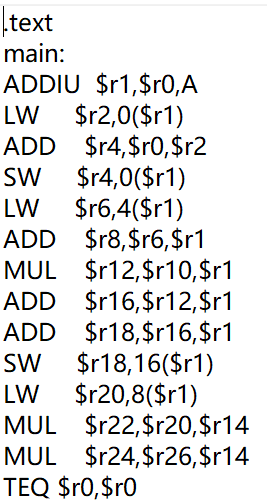 .text
main:
ADDIU $r1,$r0,A
LW $r2,0($r1)
ADD $r4,$r0,$r2
SW $r4,0($r1)
LW $r6,4($r1)
ADD $r8,$r6,$r1
MUL $r12,$r10,$r1
ADD $r16,$r12,$r1
ADD $r18,$r16,$r1
SW $r18,16($r1)
LW $r20,8($r1)
MUL $r22,$r20,$r14
MUL $r24,$r26,$r14
TEQ $r0,$r0